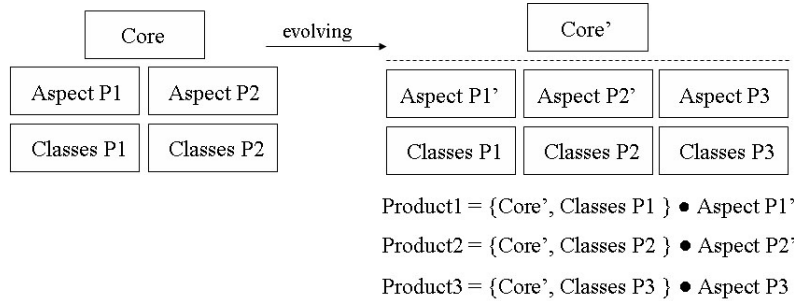 Core
evolving
Core’
Aspect P1
Aspect P2
Aspect P1’
Aspect P2’
Aspect P3
Classes P1
Classes P2
Classes P1
Classes P2
Classes P3
Product1 = {Core’, Classes P1 } ● Aspect P1’
Product2 = {Core’, Classes P2 } ● Aspect P2’
Product3 = {Core’, Classes P3 } ● Aspect P3